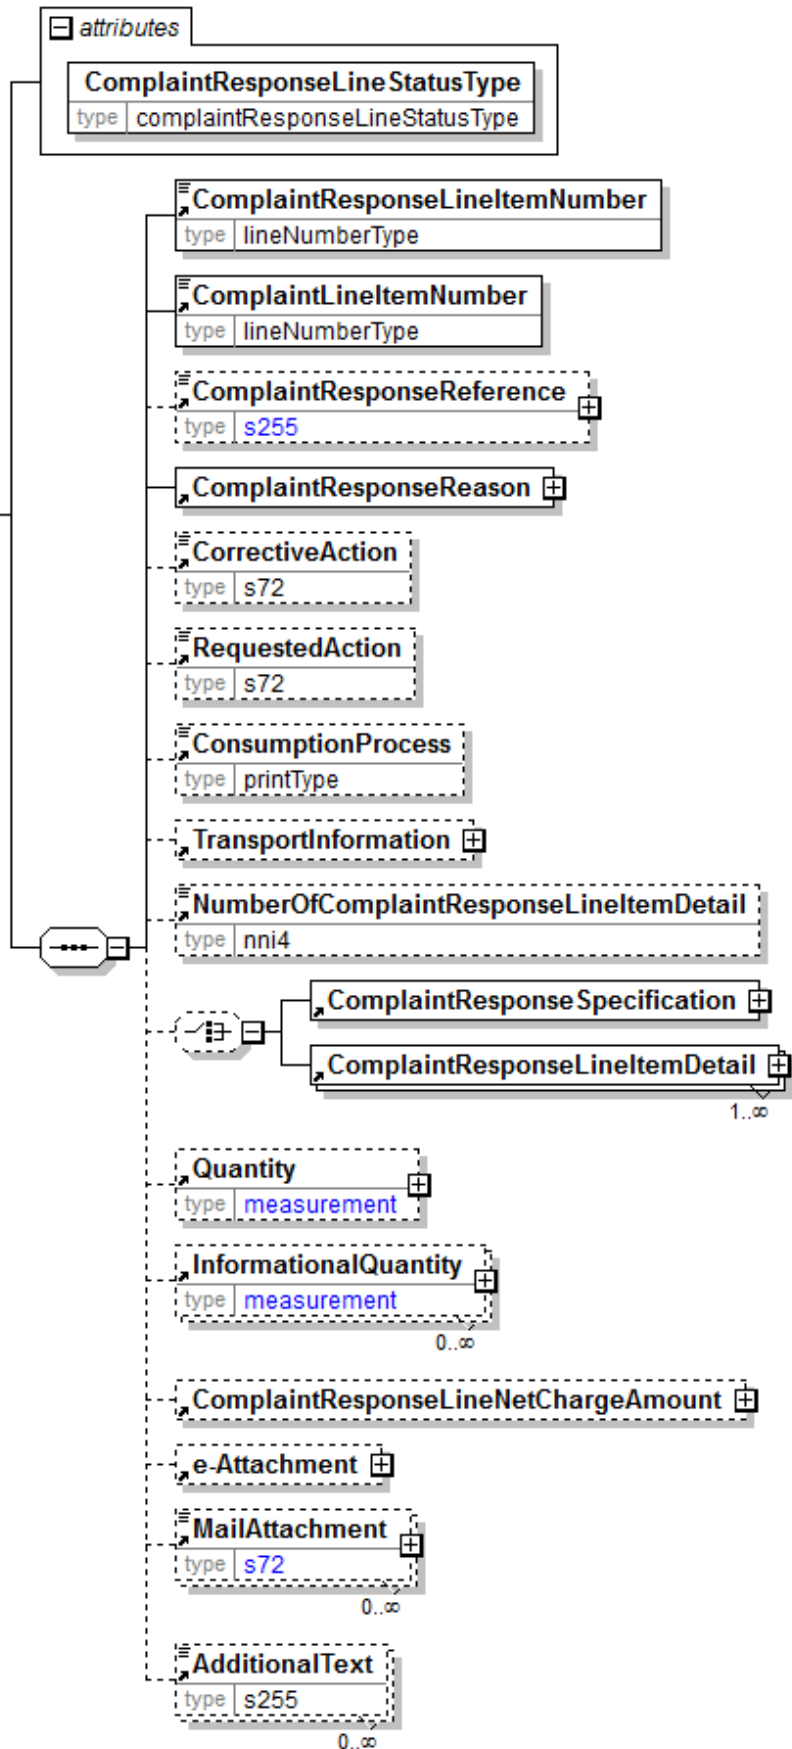 attributes
ComplaintResponseLineStatusType
type complaintResponseLineStatusType
ComplaintResponseLineItemNumber
type lineNumberType
ComplaintLineItemNumber
type lineNumberType
ComplaintResponseReference
type s255
ComplaintResponseReason
CorrectiveAction
type s72
RequestedAction
type s72
ConsumptionProcess
type printType
TransportInformation
NumberOfComplaintResponseLineItemDetail
type nni4
ComplaintResponseSpecification
ComplaintResponseLineItemDetail
1..∞
Quantity
type measurement
InformationalQuantity
type measurement
0..∞
ComplaintResponseLineNetChargeAmount
e-Attachment
MailAttachment
type s72
0..∞
AdditionalText
type s255
0..∞